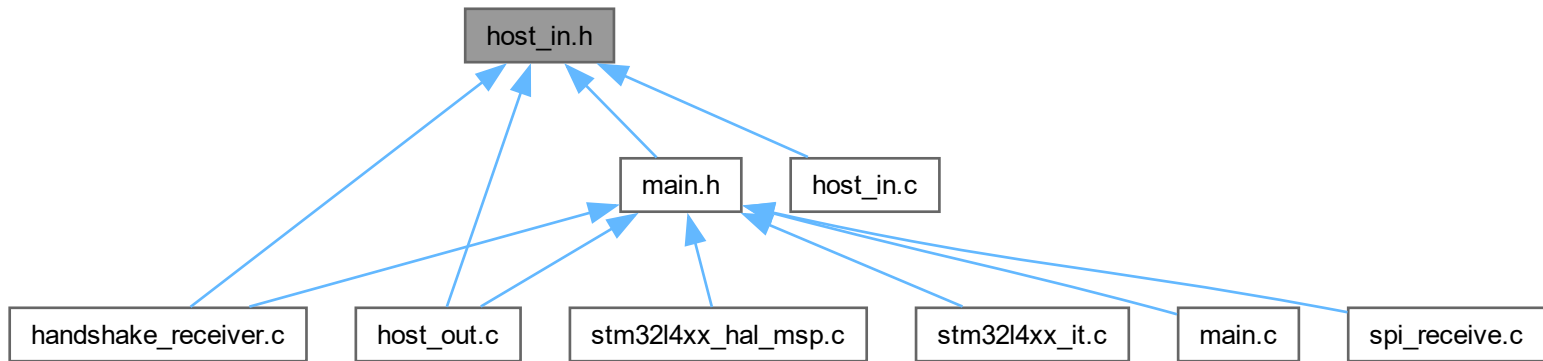 host_in.h
main.h
host_in.c
handshake_receiver.c
host_out.c
stm32l4xx_hal_msp.c
stm32l4xx_it.c
main.c
spi_receive.c